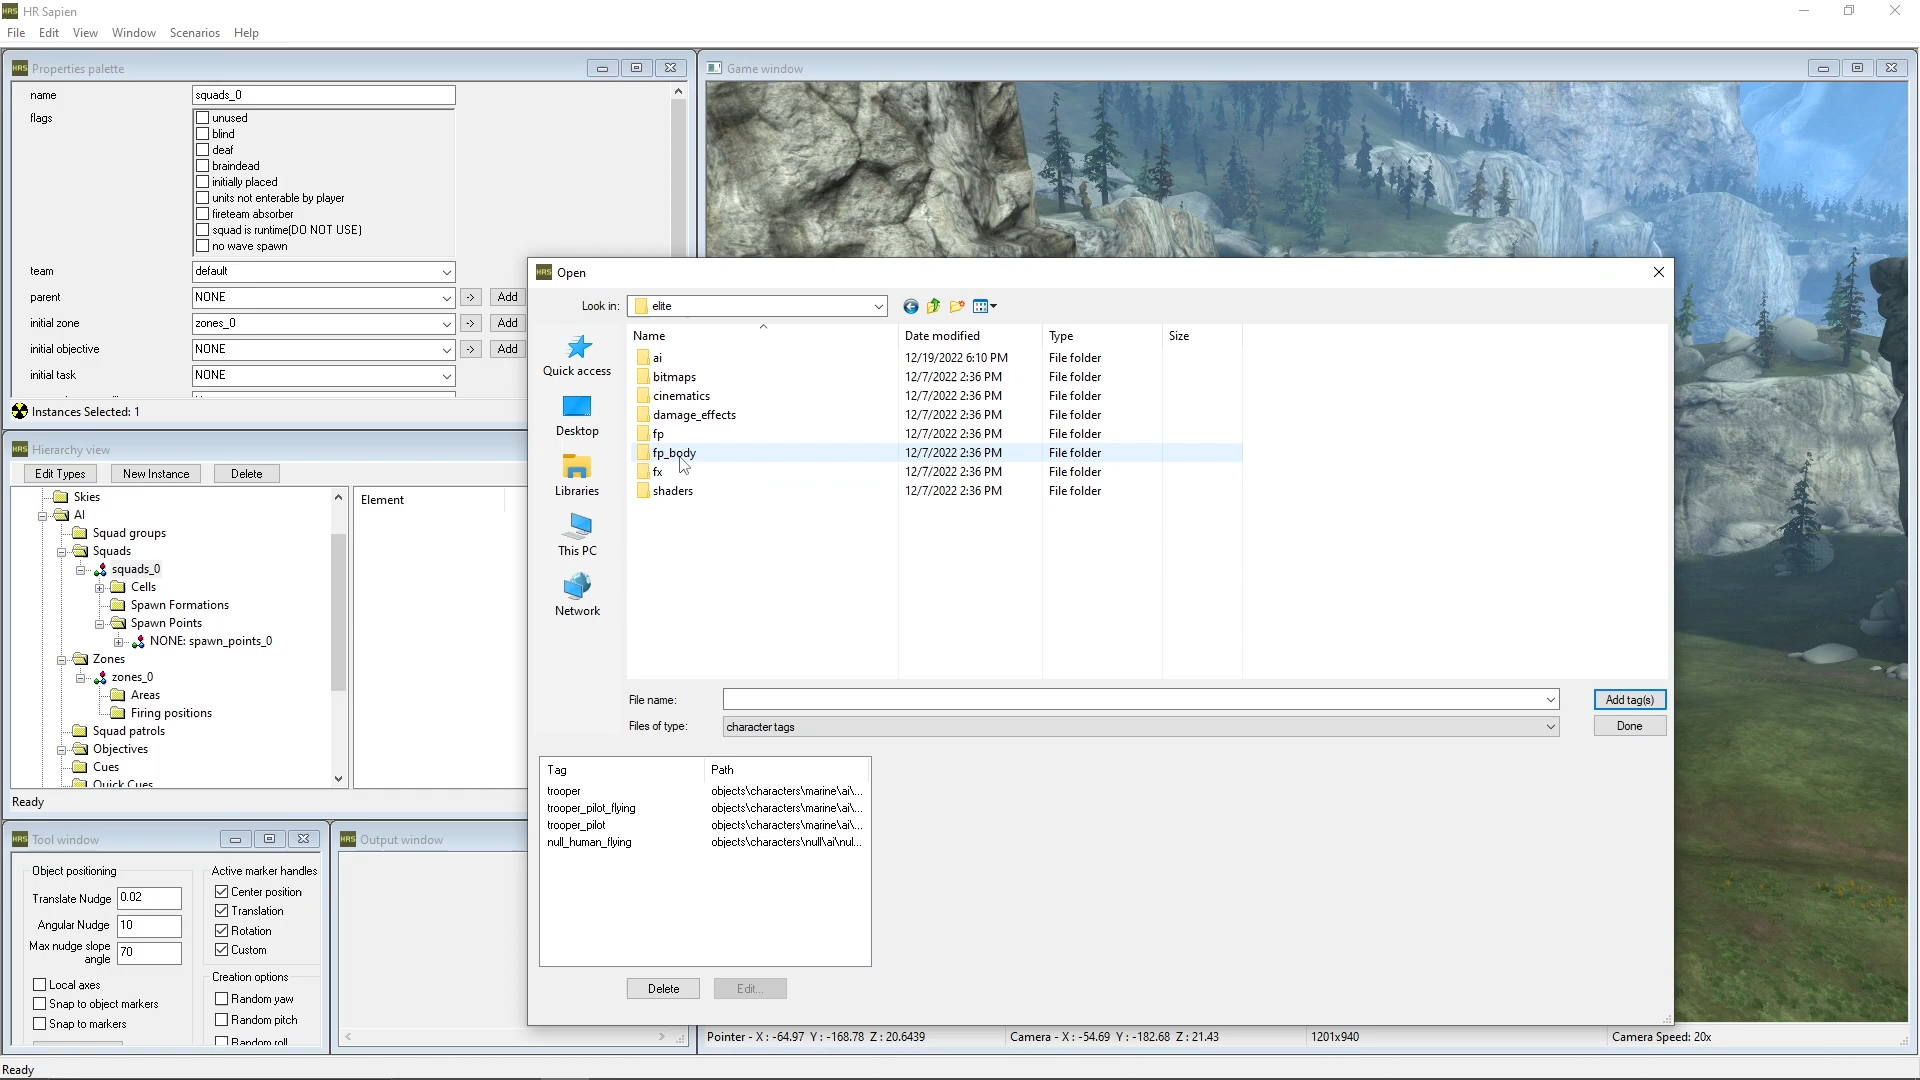 HR Sapien
File Edit View Window Scenarios Help
Properties palette
name squads_0
flags
unused
blind
deaf
braindead
initially placed
units not enterable by player
fireteam absorber
squad is runtime(DO NOT USE)
no wave spawn
team default
parent NONE -> Add
initial zone zones_0 -> Add
initial objective NONE -> Add
initial task NONE
Instances Selected: 1
Hierarchy view
Edit Types New Instance Delete
Skies
AI
Squad groups
Squads
squads_0
Cells
Spawn Formations
Spawn Points
NONE: spawn_points_0
Zones
zones_0
Areas
Firing positions
Squad patrols
Objectives
Cues
Quick Cues
Element
Ready
Tool window
Object positioning
Translate Nudge 0.02
Angular Nudge 10
Max nudge slope angle 70
Local axes
Snap to object markers
Snap to markers
Active marker handles
Center position
Translation
Rotation
Custom
Creation options
Random yaw
Random pitch
Random roll
Output window
Game window
Open
Look in: elite
Quick access
Desktop
Libraries
This PC
Network
Name Date modified Type Size
ai 12/19/2022 6:10 PM File folder
bitmaps 12/7/2022 2:36 PM File folder
cinematics 12/7/2022 2:36 PM File folder
damage_effects 12/7/2022 2:36 PM File folder
fp 12/7/2022 2:36 PM File folder
fp_body 12/7/2022 2:36 PM File folder
fx 12/7/2022 2:36 PM File folder
shaders 12/7/2022 2:36 PM File folder
File name: Add tag(s)
Files of type: character tags Done
Tag Path
trooper objects\characters\marine\ai\...
trooper_pilot_flying objects\characters\marine\ai\...
trooper_pilot objects\characters\marine\ai\...
null_human_flying objects\characters\null\ai\nul...
Delete Edit...
Pointer - X : -64.97 Y : -168.78 Z : 20.6439 Camera - X : -54.69 Y : -182.68 Z : 21.43 1201x940 Camera Speed: 20x
Ready